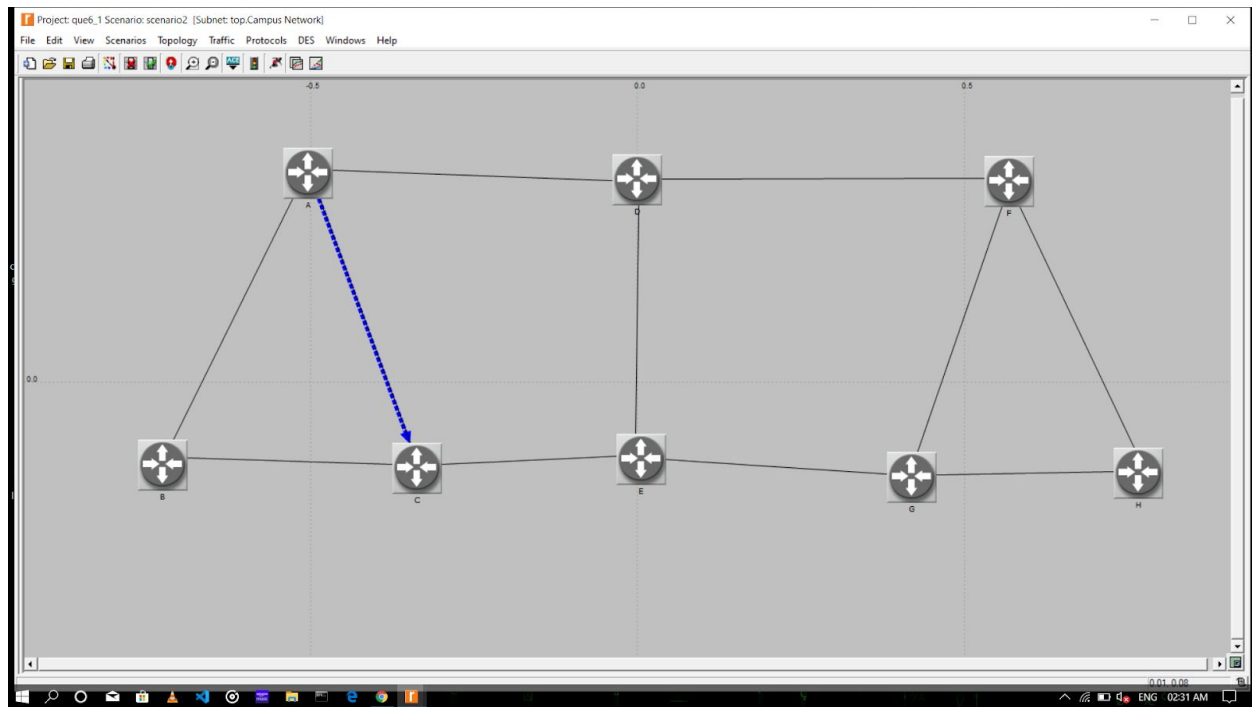 Project: que6_1 Scenario: scenario2 [Subnet: top.Campus Network]
File Edit View Scenarios Topology Traffic Protocols DES Windows Help
-0.5 0.0 0.5
A
D
F
0.0
B
C
E
G
H
0.01, 0.08
ENG 02:31 AM